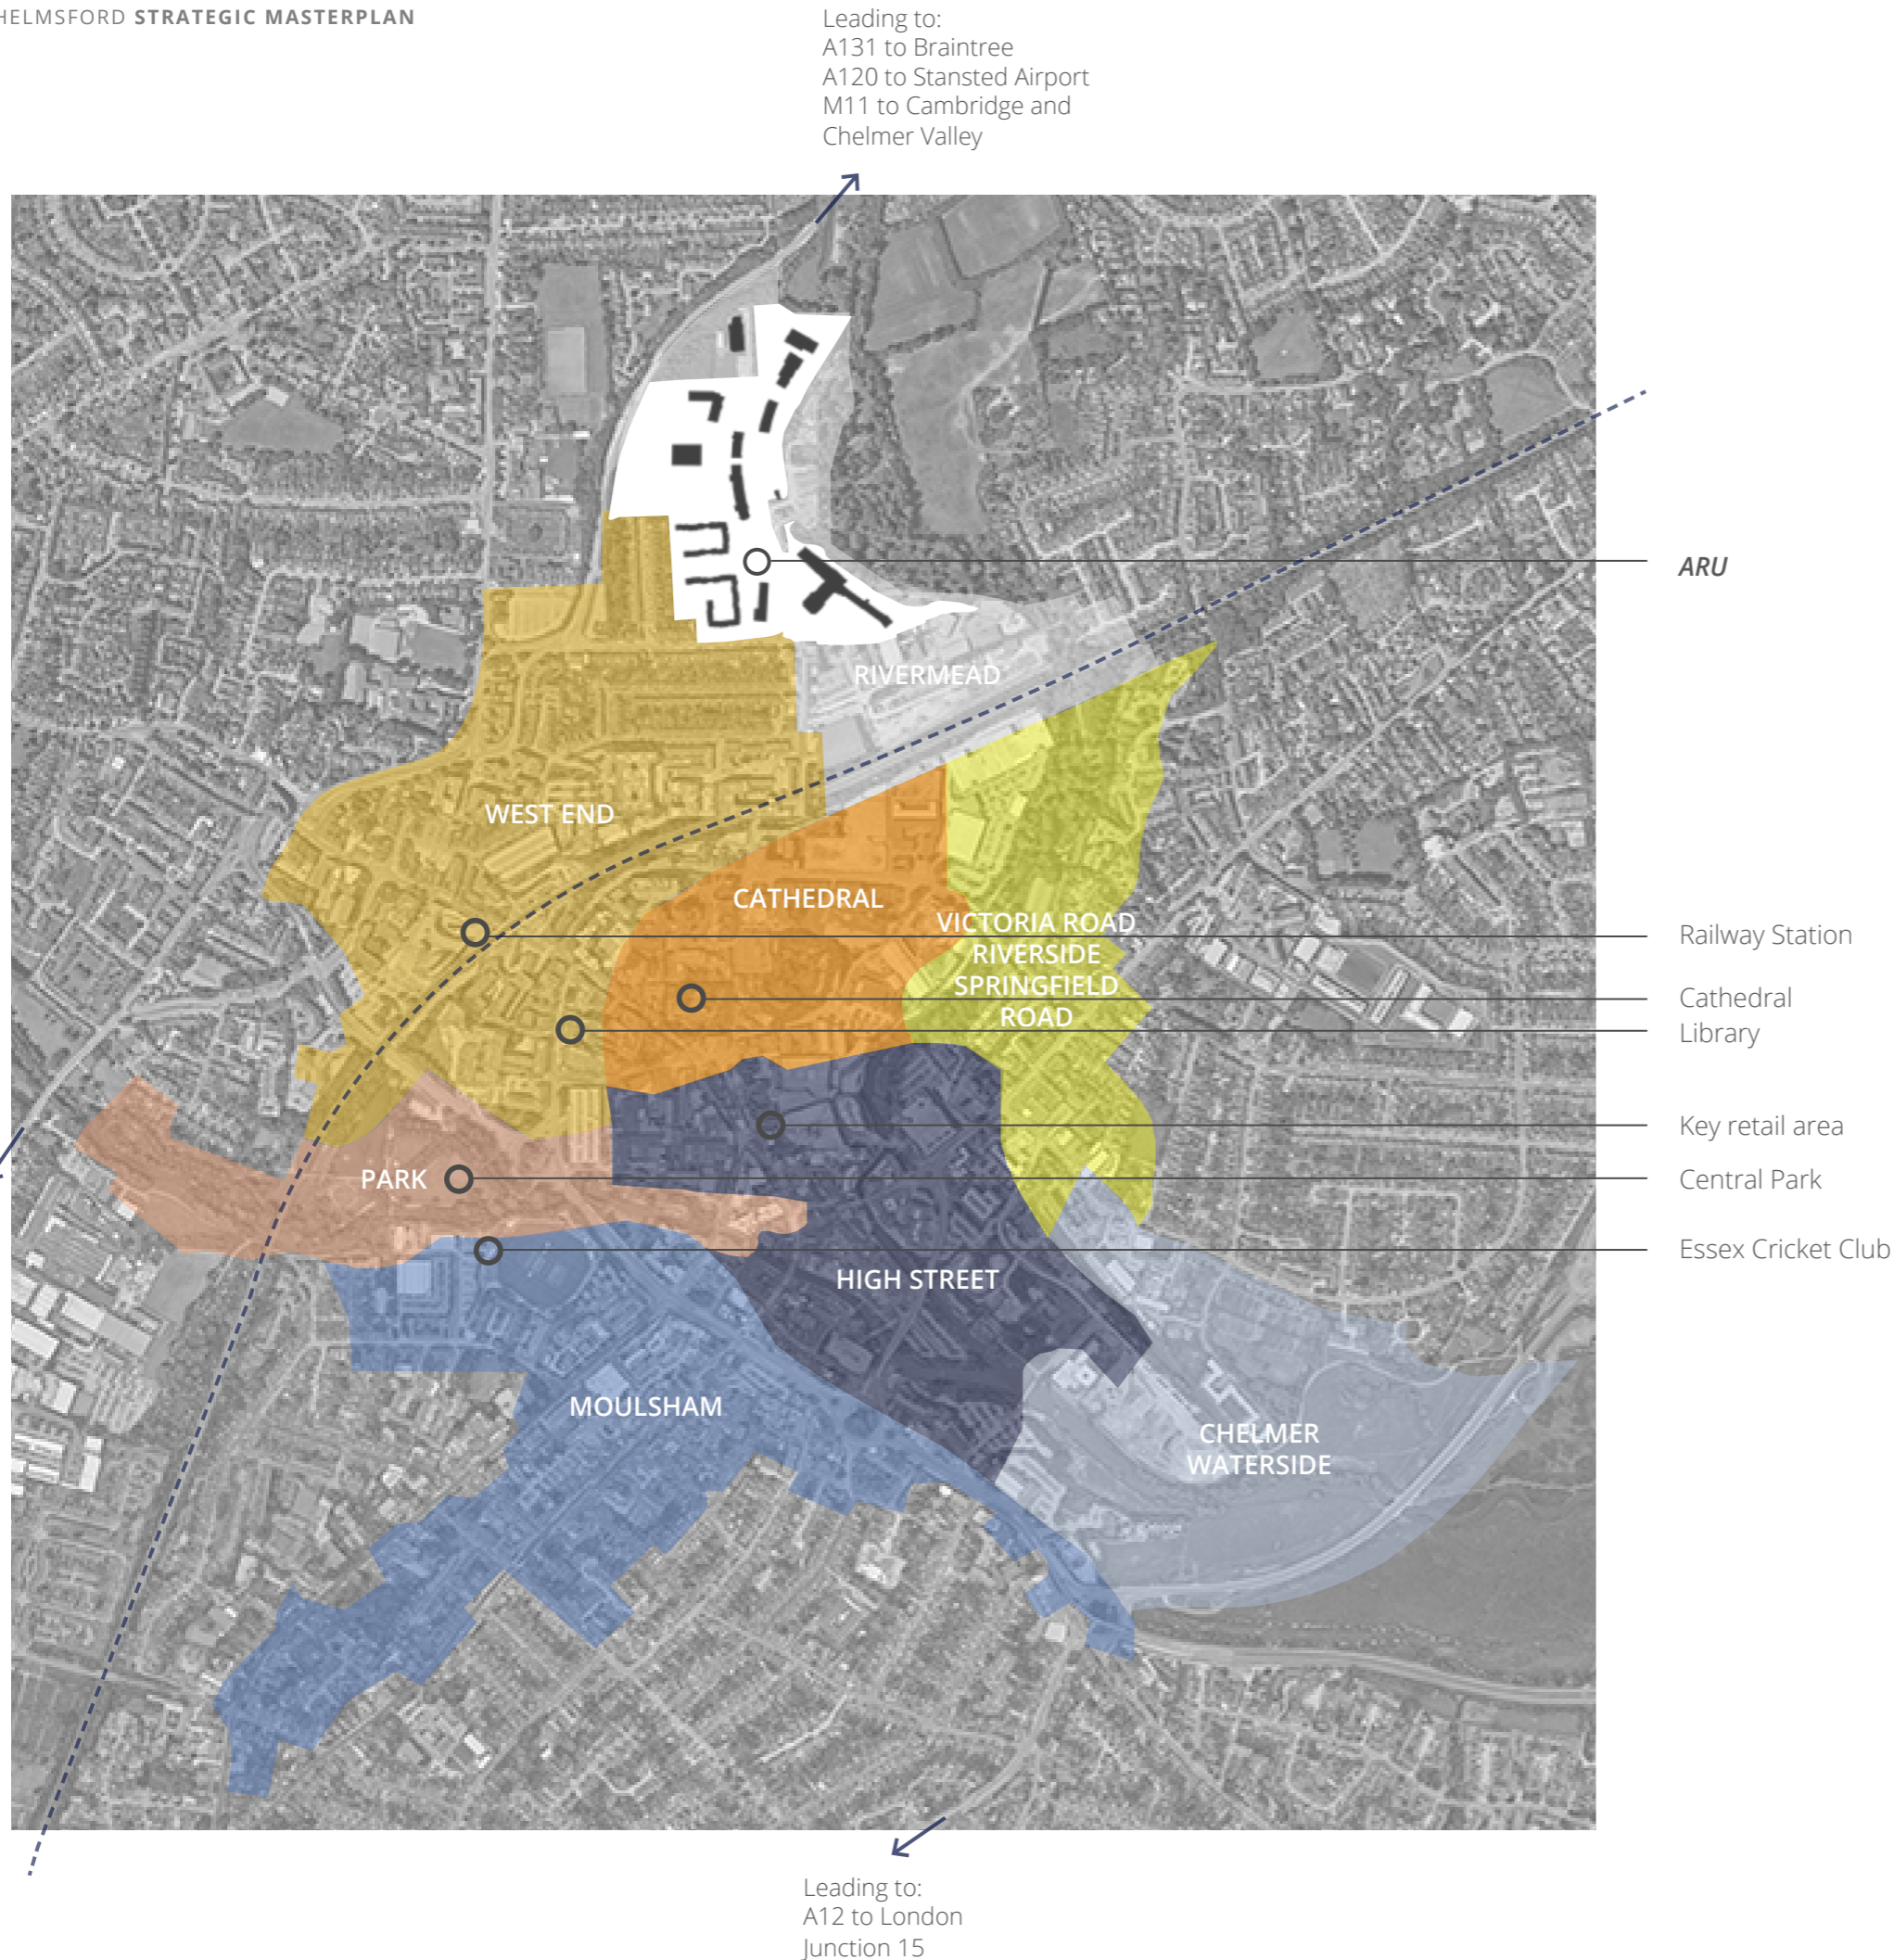 HELMSFORD STRATEGIC MASTERPLAN
Leading to:
A131 to Braintree
A120 to Stansted Airport
M11 to Cambridge and
Chelmer Valley
ARU
RIVERMEAD
WEST END
CATHEDRAL
VICTORIA ROAD
RIVERSIDE
SPRINGFIELD
ROAD
Railway Station
Cathedral
Library
Key retail area
PARK
Central Park
Essex Cricket Club
HIGH STREET
MOULSHAM
CHELMER
WATERSIDE
Leading to:
A12 to London
Junction 15